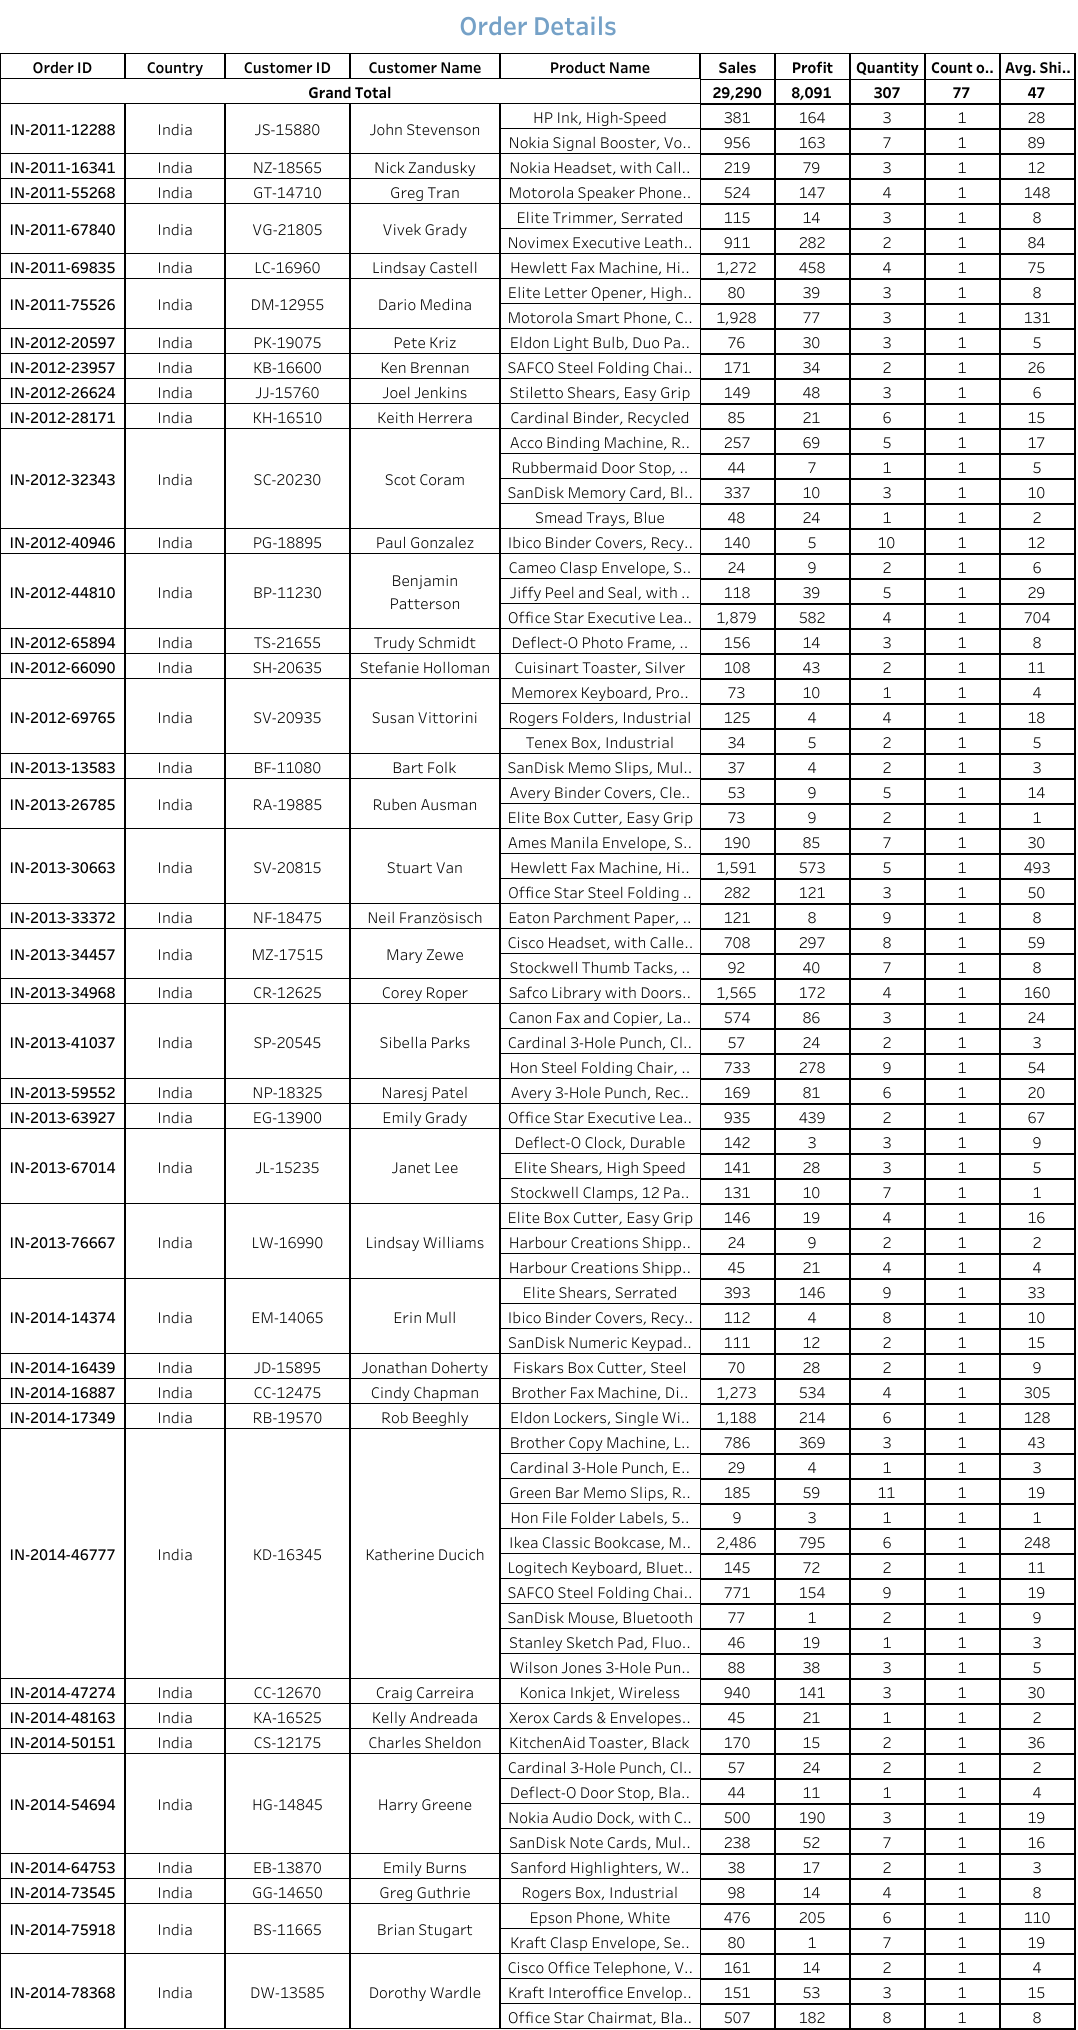 Order Details
Order ID Country Customer ID Customer Name Product Name Sales Profit Quantity Count o.. Avg. Shi..
Grand Total 29,290 8,091 307 77 47
IN-2011-12288 India JS-15880 John Stevenson HP Ink, High-Speed 381 164 3 1 28
Nokia Signal Booster, Vo.. 956 163 7 1 89
IN-2011-16341 India NZ-18565 Nick Zandusky Nokia Headset, with Call.. 219 79 3 1 12
IN-2011-55268 India GT-14710 Greg Tran Motorola Speaker Phone.. 524 147 4 1 148
IN-2011-67840 India VG-21805 Vivek Grady Elite Trimmer, Serrated 115 14 3 1 8
Novimex Executive Leath.. 911 282 2 1 84
IN-2011-69835 India LC-16960 Lindsay Castell Hewlett Fax Machine, Hi.. 1,272 458 4 1 75
IN-2011-75526 India DM-12955 Dario Medina Elite Letter Opener, High.. 80 39 3 1 8
Motorola Smart Phone, C.. 1,928 77 3 1 131
IN-2012-20597 India PK-19075 Pete Kriz Eldon Light Bulb, Duo Pa.. 76 30 3 1 5
IN-2012-23957 India KB-16600 Ken Brennan SAFCO Steel Folding Chai.. 171 34 2 1 26
IN-2012-26624 India JJ-15760 Joel Jenkins Stiletto Shears, Easy Grip 149 48 3 1 6
IN-2012-28171 India KH-16510 Keith Herrera Cardinal Binder, Recycled 85 21 6 1 15
IN-2012-32343 India SC-20230 Scot Coram Acco Binding Machine, R.. 257 69 5 1 17
Rubbermaid Door Stop, .. 44 7 1 1 5
SanDisk Memory Card, Bl.. 337 10 3 1 10
Smead Trays, Blue 48 24 1 1 2
IN-2012-40946 India PG-18895 Paul Gonzalez Ibico Binder Covers, Recy.. 140 5 10 1 12
IN-2012-44810 India BP-11230 Benjamin Patterson Cameo Clasp Envelope, S.. 24 9 2 1 6
Jiffy Peel and Seal, with .. 118 39 5 1 29
Office Star Executive Lea.. 1,879 582 4 1 704
IN-2012-65894 India TS-21655 Trudy Schmidt Deflect-O Photo Frame, .. 156 14 3 1 8
IN-2012-66090 India SH-20635 Stefanie Holloman Cuisinart Toaster, Silver 108 43 2 1 11
IN-2012-69765 India SV-20935 Susan Vittorini Memorex Keyboard, Pro.. 73 10 1 1 4
Rogers Folders, Industrial 125 4 4 1 18
Tenex Box, Industrial 34 5 2 1 5
IN-2013-13583 India BF-11080 Bart Folk SanDisk Memo Slips, Mul.. 37 4 2 1 3
IN-2013-26785 India RA-19885 Ruben Ausman Avery Binder Covers, Cle.. 53 9 5 1 14
Elite Box Cutter, Easy Grip 73 9 2 1 1
IN-2013-30663 India SV-20815 Stuart Van Ames Manila Envelope, S.. 190 85 7 1 30
Hewlett Fax Machine, Hi.. 1,591 573 5 1 493
Office Star Steel Folding .. 282 121 3 1 50
IN-2013-33372 India NF-18475 Neil Französisch Eaton Parchment Paper, .. 121 8 9 1 8
IN-2013-34457 India MZ-17515 Mary Zewe Cisco Headset, with Calle.. 708 297 8 1 59
Stockwell Thumb Tacks, .. 92 40 7 1 8
IN-2013-34968 India CR-12625 Corey Roper Safco Library with Doors.. 1,565 172 4 1 160
IN-2013-41037 India SP-20545 Sibella Parks Canon Fax and Copier, La.. 574 86 3 1 24
Cardinal 3-Hole Punch, Cl.. 57 24 2 1 3
Hon Steel Folding Chair, .. 733 278 9 1 54
IN-2013-59552 India NP-18325 Naresj Patel Avery 3-Hole Punch, Rec.. 169 81 6 1 20
IN-2013-63927 India EG-13900 Emily Grady Office Star Executive Lea.. 935 439 2 1 67
IN-2013-67014 India JL-15235 Janet Lee Deflect-O Clock, Durable 142 3 3 1 9
Elite Shears, High Speed 141 28 3 1 5
Stockwell Clamps, 12 Pa.. 131 10 7 1 1
IN-2013-76667 India LW-16990 Lindsay Williams Elite Box Cutter, Easy Grip 146 19 4 1 16
Harbour Creations Shipp.. 24 9 2 1 2
Harbour Creations Shipp.. 45 21 4 1 4
IN-2014-14374 India EM-14065 Erin Mull Elite Shears, Serrated 393 146 9 1 33
Ibico Binder Covers, Recy.. 112 4 8 1 10
SanDisk Numeric Keypad.. 111 12 2 1 15
IN-2014-16439 India JD-15895 Jonathan Doherty Fiskars Box Cutter, Steel 70 28 2 1 9
IN-2014-16887 India CC-12475 Cindy Chapman Brother Fax Machine, Di.. 1,273 534 4 1 305
IN-2014-17349 India RB-19570 Rob Beeghly Eldon Lockers, Single Wi.. 1,188 214 6 1 128
IN-2014-46777 India KD-16345 Katherine Ducich Brother Copy Machine, L.. 786 369 3 1 43
Cardinal 3-Hole Punch, E.. 29 4 1 1 3
Green Bar Memo Slips, R.. 185 59 11 1 19
Hon File Folder Labels, 5.. 9 3 1 1 1
Ikea Classic Bookcase, M.. 2,486 795 6 1 248
Logitech Keyboard, Bluet.. 145 72 2 1 11
SAFCO Steel Folding Chai.. 771 154 9 1 19
SanDisk Mouse, Bluetooth 77 1 2 1 9
Stanley Sketch Pad, Fluo.. 46 19 1 1 3
Wilson Jones 3-Hole Pun.. 88 38 3 1 5
IN-2014-47274 India CC-12670 Craig Carreira Konica Inkjet, Wireless 940 141 3 1 30
IN-2014-48163 India KA-16525 Kelly Andreada Xerox Cards & Envelopes.. 45 21 1 1 2
IN-2014-50151 India CS-12175 Charles Sheldon KitchenAid Toaster, Black 170 15 2 1 36
IN-2014-54694 India HG-14845 Harry Greene Cardinal 3-Hole Punch, Cl.. 57 24 2 1 2
Deflect-O Door Stop, Bla.. 44 11 1 1 4
Nokia Audio Dock, with C.. 500 190 3 1 19
SanDisk Note Cards, Mul.. 238 52 7 1 16
IN-2014-64753 India EB-13870 Emily Burns Sanford Highlighters, W.. 38 17 2 1 3
IN-2014-73545 India GG-14650 Greg Guthrie Rogers Box, Industrial 98 14 4 1 8
IN-2014-75918 India BS-11665 Brian Stugart Epson Phone, White 476 205 6 1 110
Kraft Clasp Envelope, Se.. 80 1 7 1 19
IN-2014-78368 India DW-13585 Dorothy Wardle Cisco Office Telephone, V.. 161 14 2 1 4
Kraft Interoffice Envelop.. 151 53 3 1 15
Office Star Chairmat, Bla.. 507 182 8 1 8